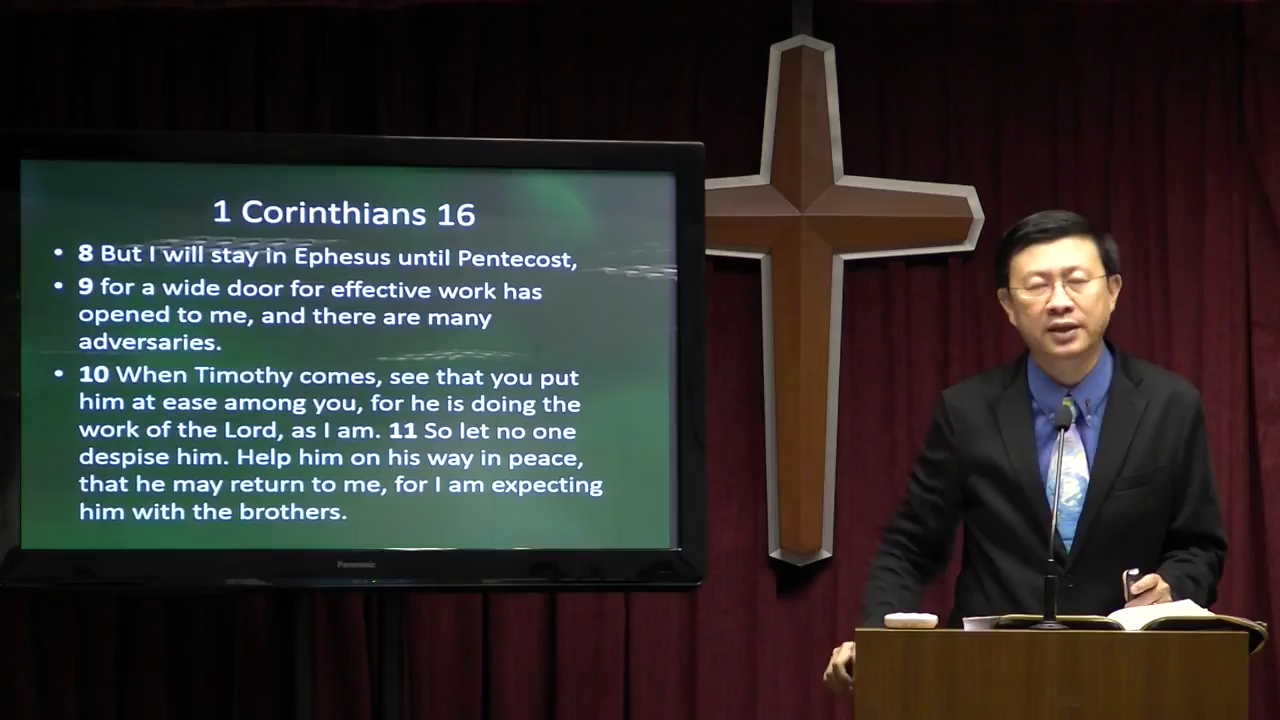 1 Corinthians 16
• 8 But I will stay in Ephesus until Pentecost,
• 9 for a wide door for effective work has
opened to me, and there are many
adversaries.
• 10 When Timothy comes, see that you put
him at ease among you, for he is doing the
work of the Lord, as I am. 11 So let no one
despise him. Help him on his way in peace,
that he may return to me, for I am expecting
him with the brothers.
Panasonic